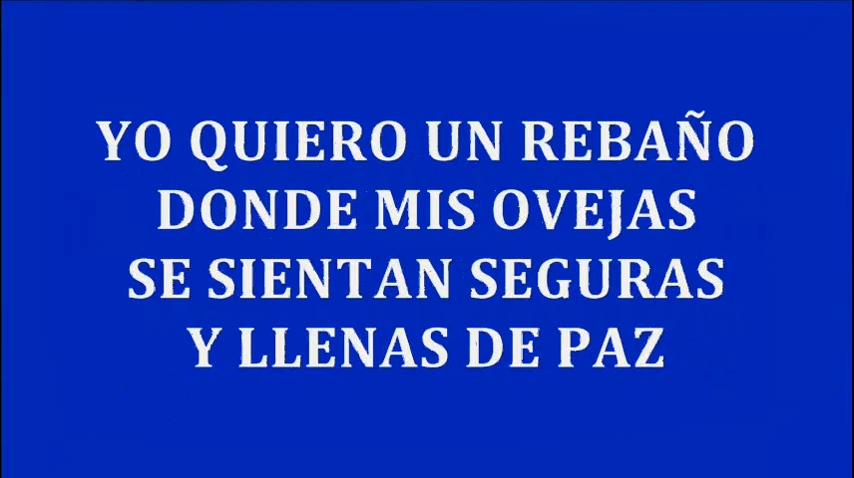 YO QUIERO UN REBAÑO
DONDE MIS OVEJAS
SE SIENTAN SEGURAS
Y LLENAS DE PAZ